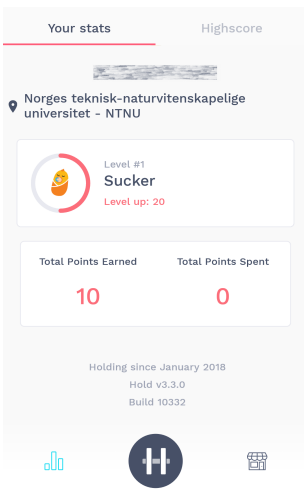 Your stats
Highscore
Norges teknisk-naturvitenskapelige
universitet - NTNU
Level #1
Sucker
Level up: 20
Total Points Earned
Total Points Spent
10
0
Holding since January 2018
Hold v3.3.0
Build 10332